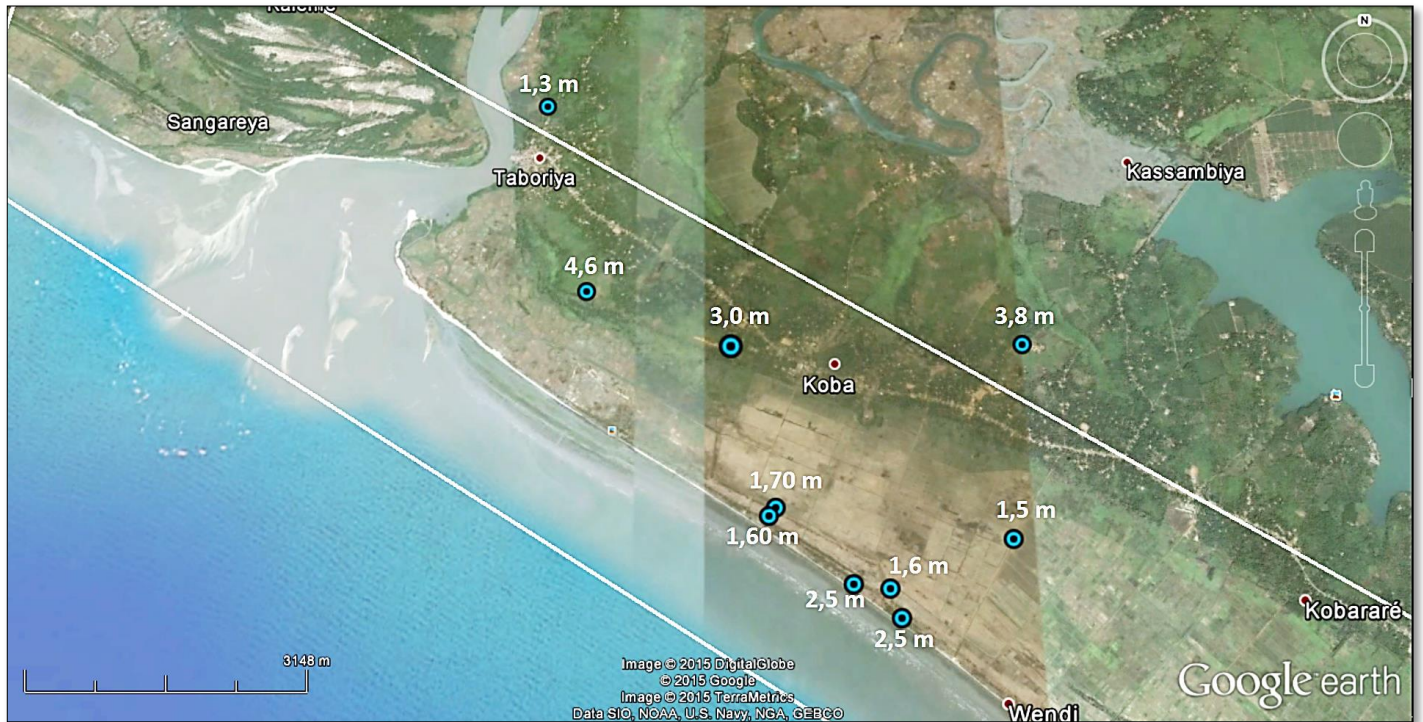 Kaleme
N
1,3 m
Sangareya
Taboriya
Kassambiya
4,6 m
3,0 m
3,8 m
Koba
1,70 m
1,60 m
1,5 m
1,6 m
2,5 m
2,5 m
Kobararé
3148 m
Image © 2015 DigitalGlobe
© 2015 Google
Image © 2015 TerraMetrics
Data SIO, NOAA, U.S. Navy, NGA, GEBCO
Google earth
Wendi